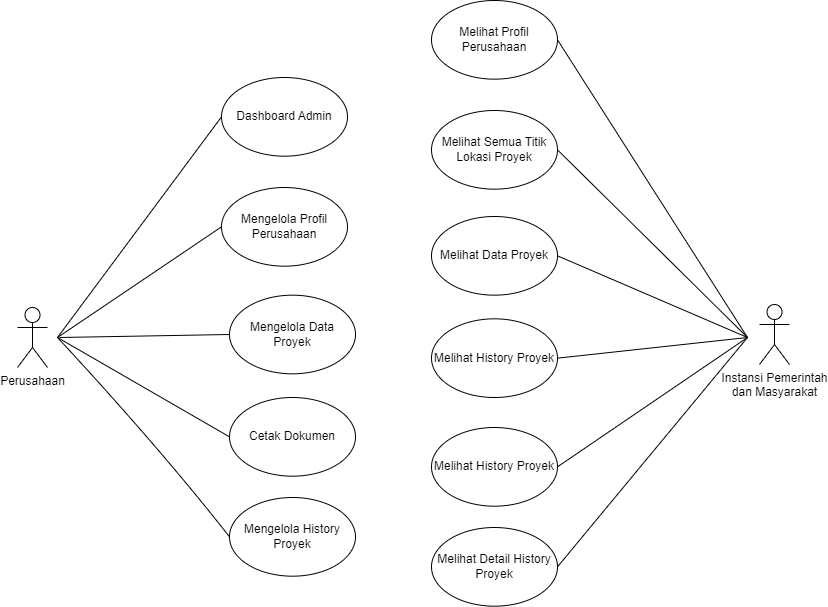 Melihat Profil
Perusahaan
Dashboard Admin
Melihat Semua Titik
Lokasi Proyek
Mengelola Profil
Perusahaan
Melihat Data Proyek
Mengelola Data
Proyek
Melihat History Proyek
Perusahaan
Instansi Pemerintah
dan Masyarakat
Cetak Dokumen
Melihat History Proyek
Mengelola History
Proyek
Melihat Detail History
Proyek